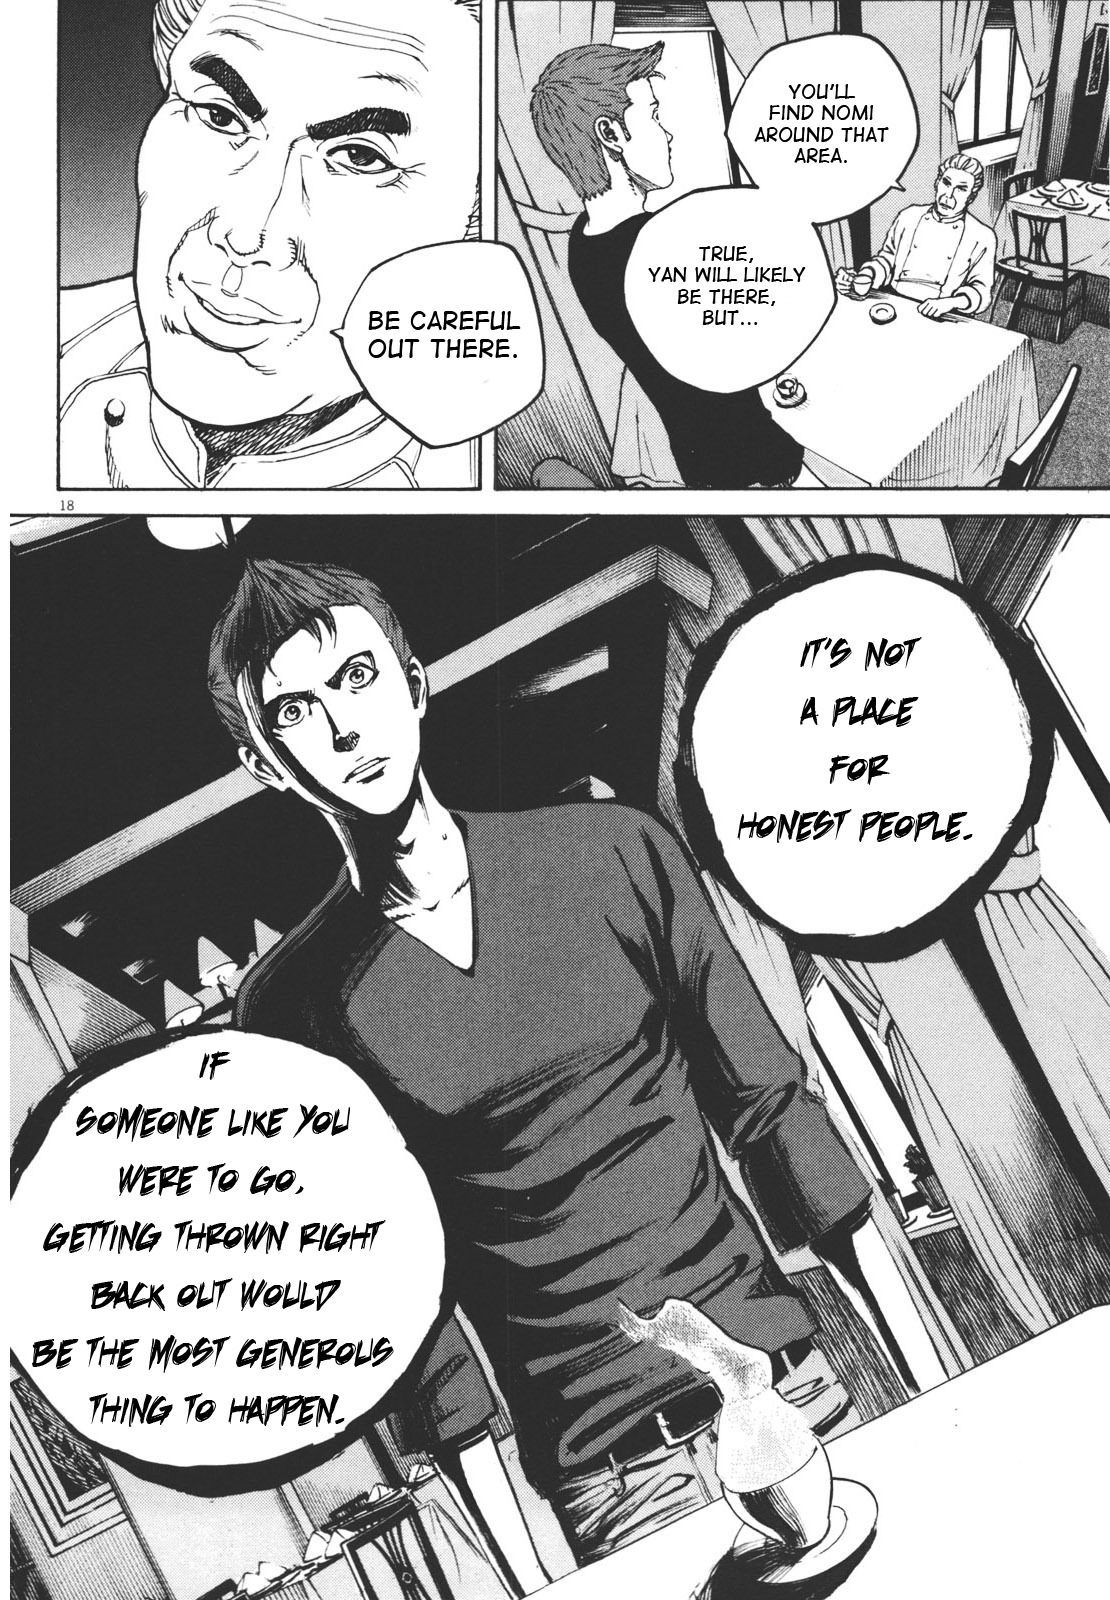 YOU'LL
FIND NOMI
AROUND THAT
AREA.
TRUE,
YAN WILL LIKELY
BE THERE,
BUT...
BE CAREFUL
OUT THERE.
18
IT'S NOT
A PLACE
FOR
HONEST PEOPLE.
IF
SOMEONE LIKE YOU
WERE TO GO,
GETTING THROWN RIGHT
BACK OUT WOULD
BE THE MOST GENEROUS
THING TO HAPPEN.